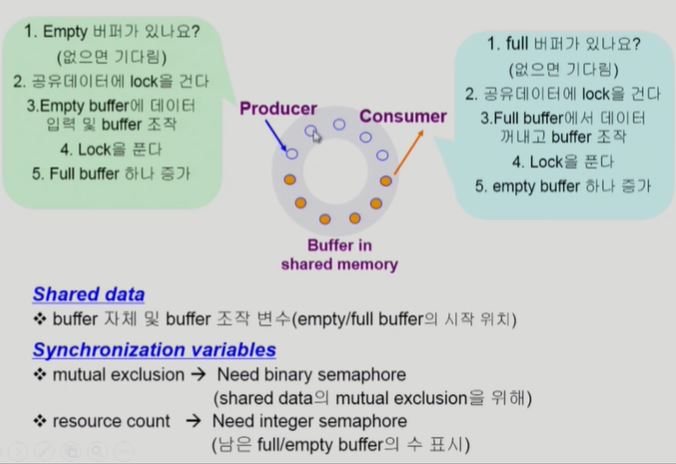 1. Empty 버퍼가 있나요?
(없으면 기다림)
2. 공유데이터에 lock을 건다
3.Empty buffer에 데이터
입력 및 buffer 조작
4. Lock을 푼다
5. Full buffer 하나 증가
Producer
Consumer
1. full 버퍼가 있나요?
(없으면 기다림)
2. 공유데이터에 lock을 건다
3.Full buffer에서 데이터
꺼내고 buffer 조작
4. Lock을 푼다
5. empty buffer 하나 증가
Buffer in
shared memory
Shared data
❖ buffer 자체 및 buffer 조작 변수(empty/full buffer의 시작 위치)
Synchronization variables
❖ mutual exclusion → Need binary semaphore
(shared data의 mutual exclusion을 위해)
❖ resource count → Need integer semaphore
(남은 full/empty buffer의 수 표시)